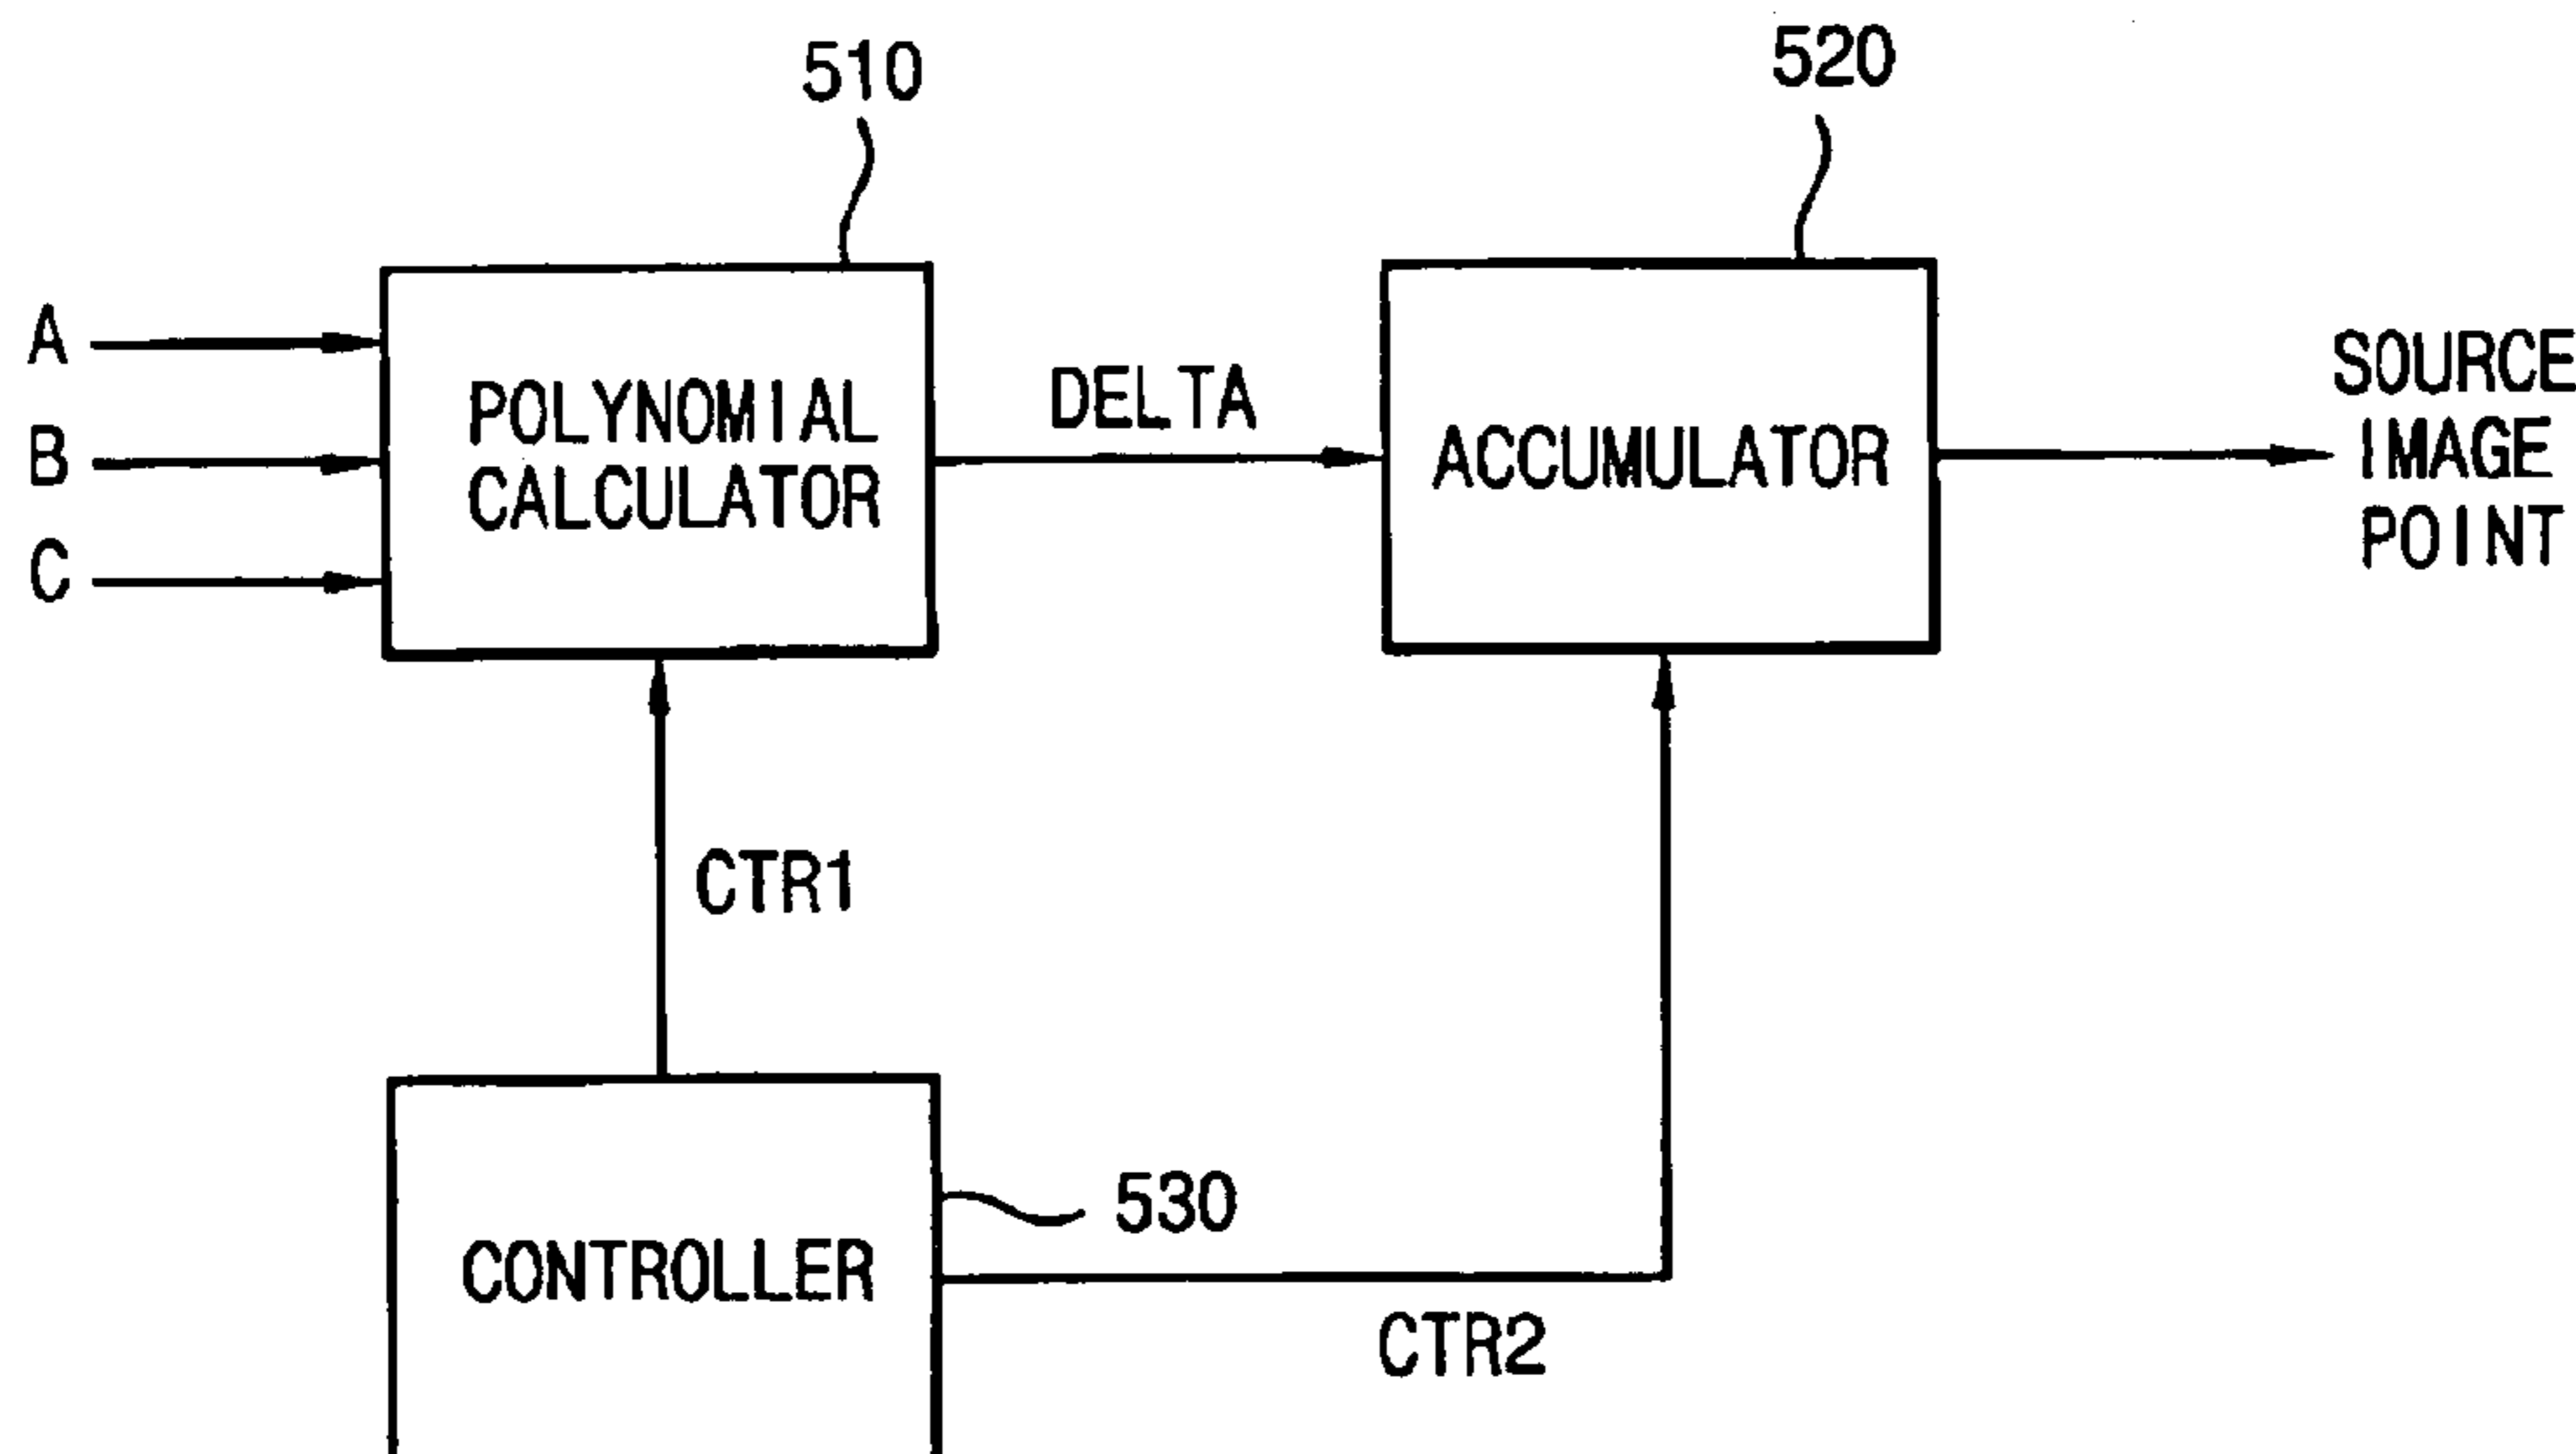 510
520
A
B
C
POLYNOMIAL
CALCULATOR
DELTA
ACCUMULATOR
SOURCE
IMAGE
POINT
CTR1
530
CONTROLLER
CTR2